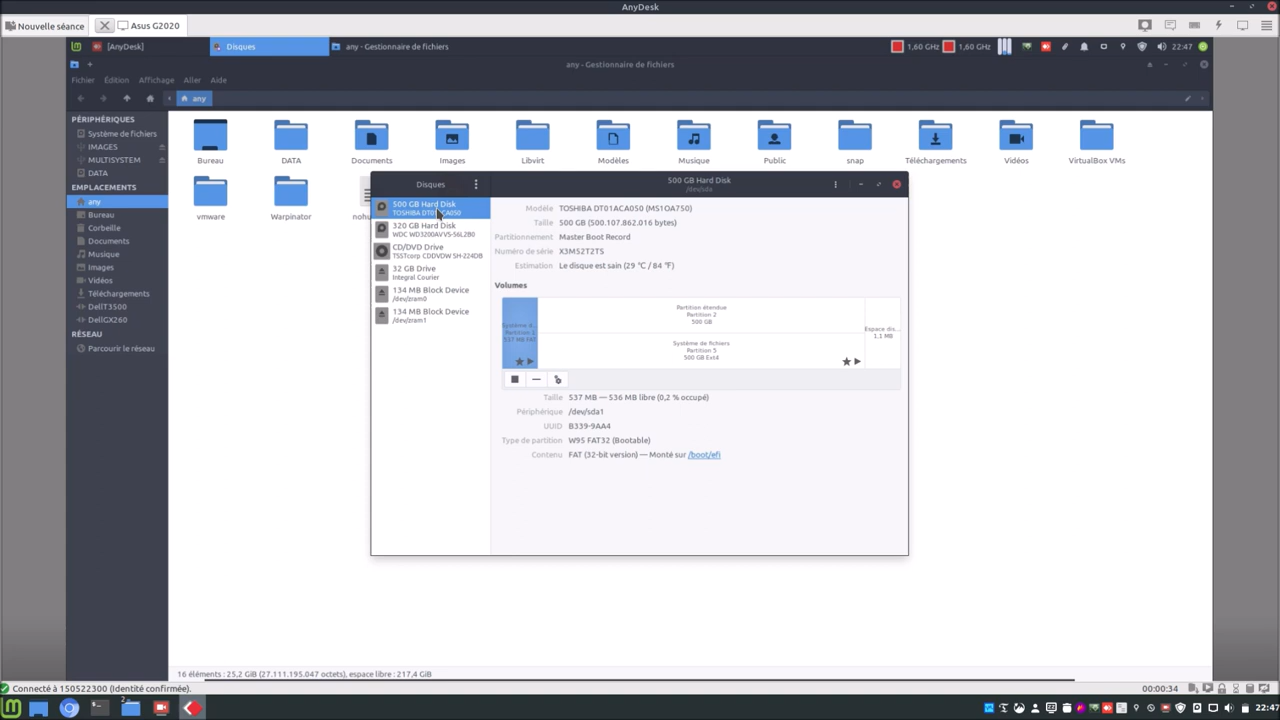 AnyDesk
Nouvelle séance
Asus G2020
[AnyDesk]
Disques
any - Gestionnaire de fichiers
1,60 GHz
1,60 GHz
22:47
any - Gestionnaire de fichiers
Fichier Édition Affichage Aller Aide
any
PÉRIPHÉRIQUES
Système de fichiers
IMAGES
MULTISYSTEM
DATA
EMPLACEMENTS
any
Bureau
Corbeille
Documents
Musique
Images
Vidéos
Téléchargements
DellT3500
DellGX260
RÉSEAU
Parcourir le réseau
Bureau DATA Documents Images Libvirt Modèles Musique Public snap Téléchargements Vidéos VirtualBox VMs
vmware Warpinator
Disques
500 GB Hard Disk
TOSHIBA DT01ACA050
320 GB Hard Disk
WDC WD3200AVVS-56L2B0
CD/DVD Drive
TSSTcorp CDDVDW SH-224DB
32 GB Drive
Integral Courier
134 MB Block Device
/dev/zram0
134 MB Block Device
/dev/zram1
500 GB Hard Disk
/dev/sda
Modèle TOSHIBA DT01ACA050 (MS1OA750)
Taille 500 GB (500.107.862.016 bytes)
Partitionnement Master Boot Record
Numéro de série X3M52T2TS
Estimation Le disque est sain (29 °C / 84 °F)
Volumes
Système d...
Partition 1
537 MB FAT
Partition étendue
Partition 2
500 GB
Système de fichiers
Partition 5
500 GB Ext4
Espace dis...
1,1 MB
Taille 537 MB — 536 MB libre (0,2 % occupé)
Périphérique /dev/sda1
UUID B339-9AA4
Type de partition W95 FAT32 (Bootable)
Contenu FAT (32-bit version) — Monté sur /boot/efi
16 éléments : 25,2 GiB (27.111.195.047 octets), espace libre : 217,4 GiB
Connecté à 150522300 (Identité confirmée).
00:00:34
2
22:47